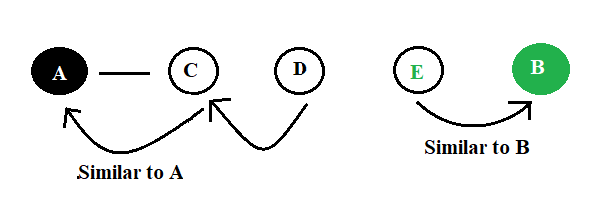 A C D E B
Similar to B
.Similar to A